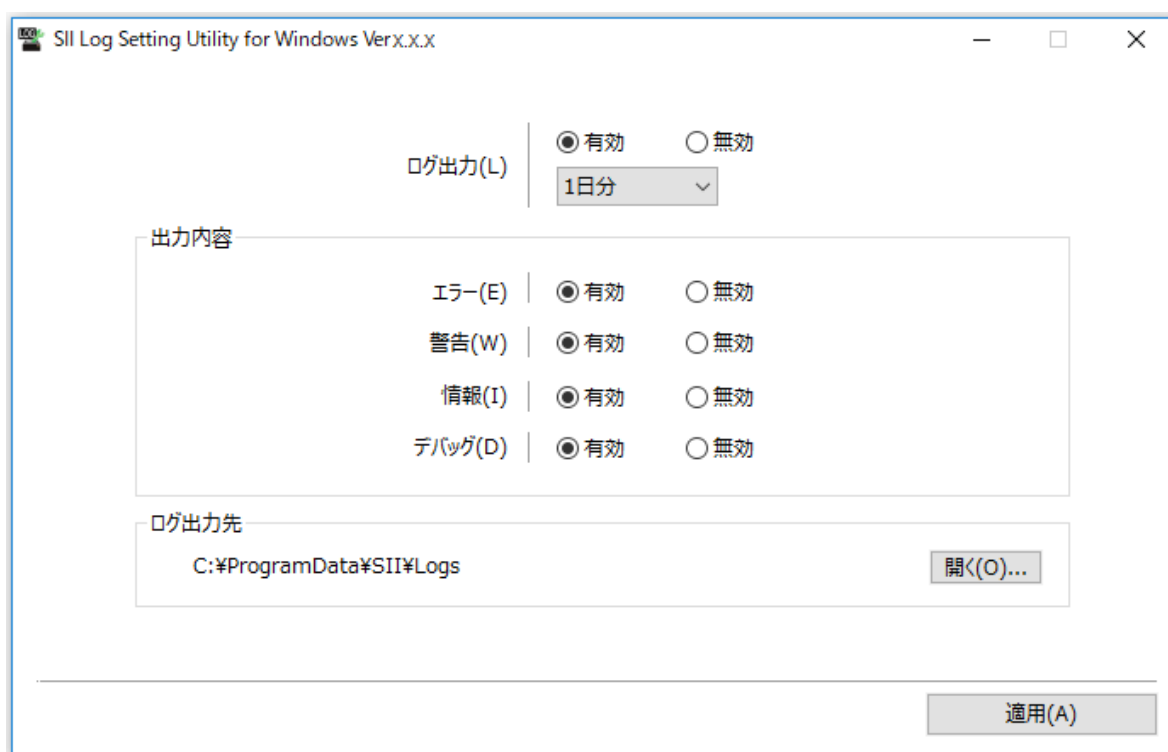 SII Log Setting Utility for Windows Verx.x.x
ログ出力(L)
有効 無効
1日分
出力内容
エラー(E) 有効 無効
警告(W) 有効 無効
情報(I) 有効 無効
デバッグ(D) 有効 無効
ログ出力先
C:¥ProgramData¥SII¥Logs 開く(O)...
適用(A)